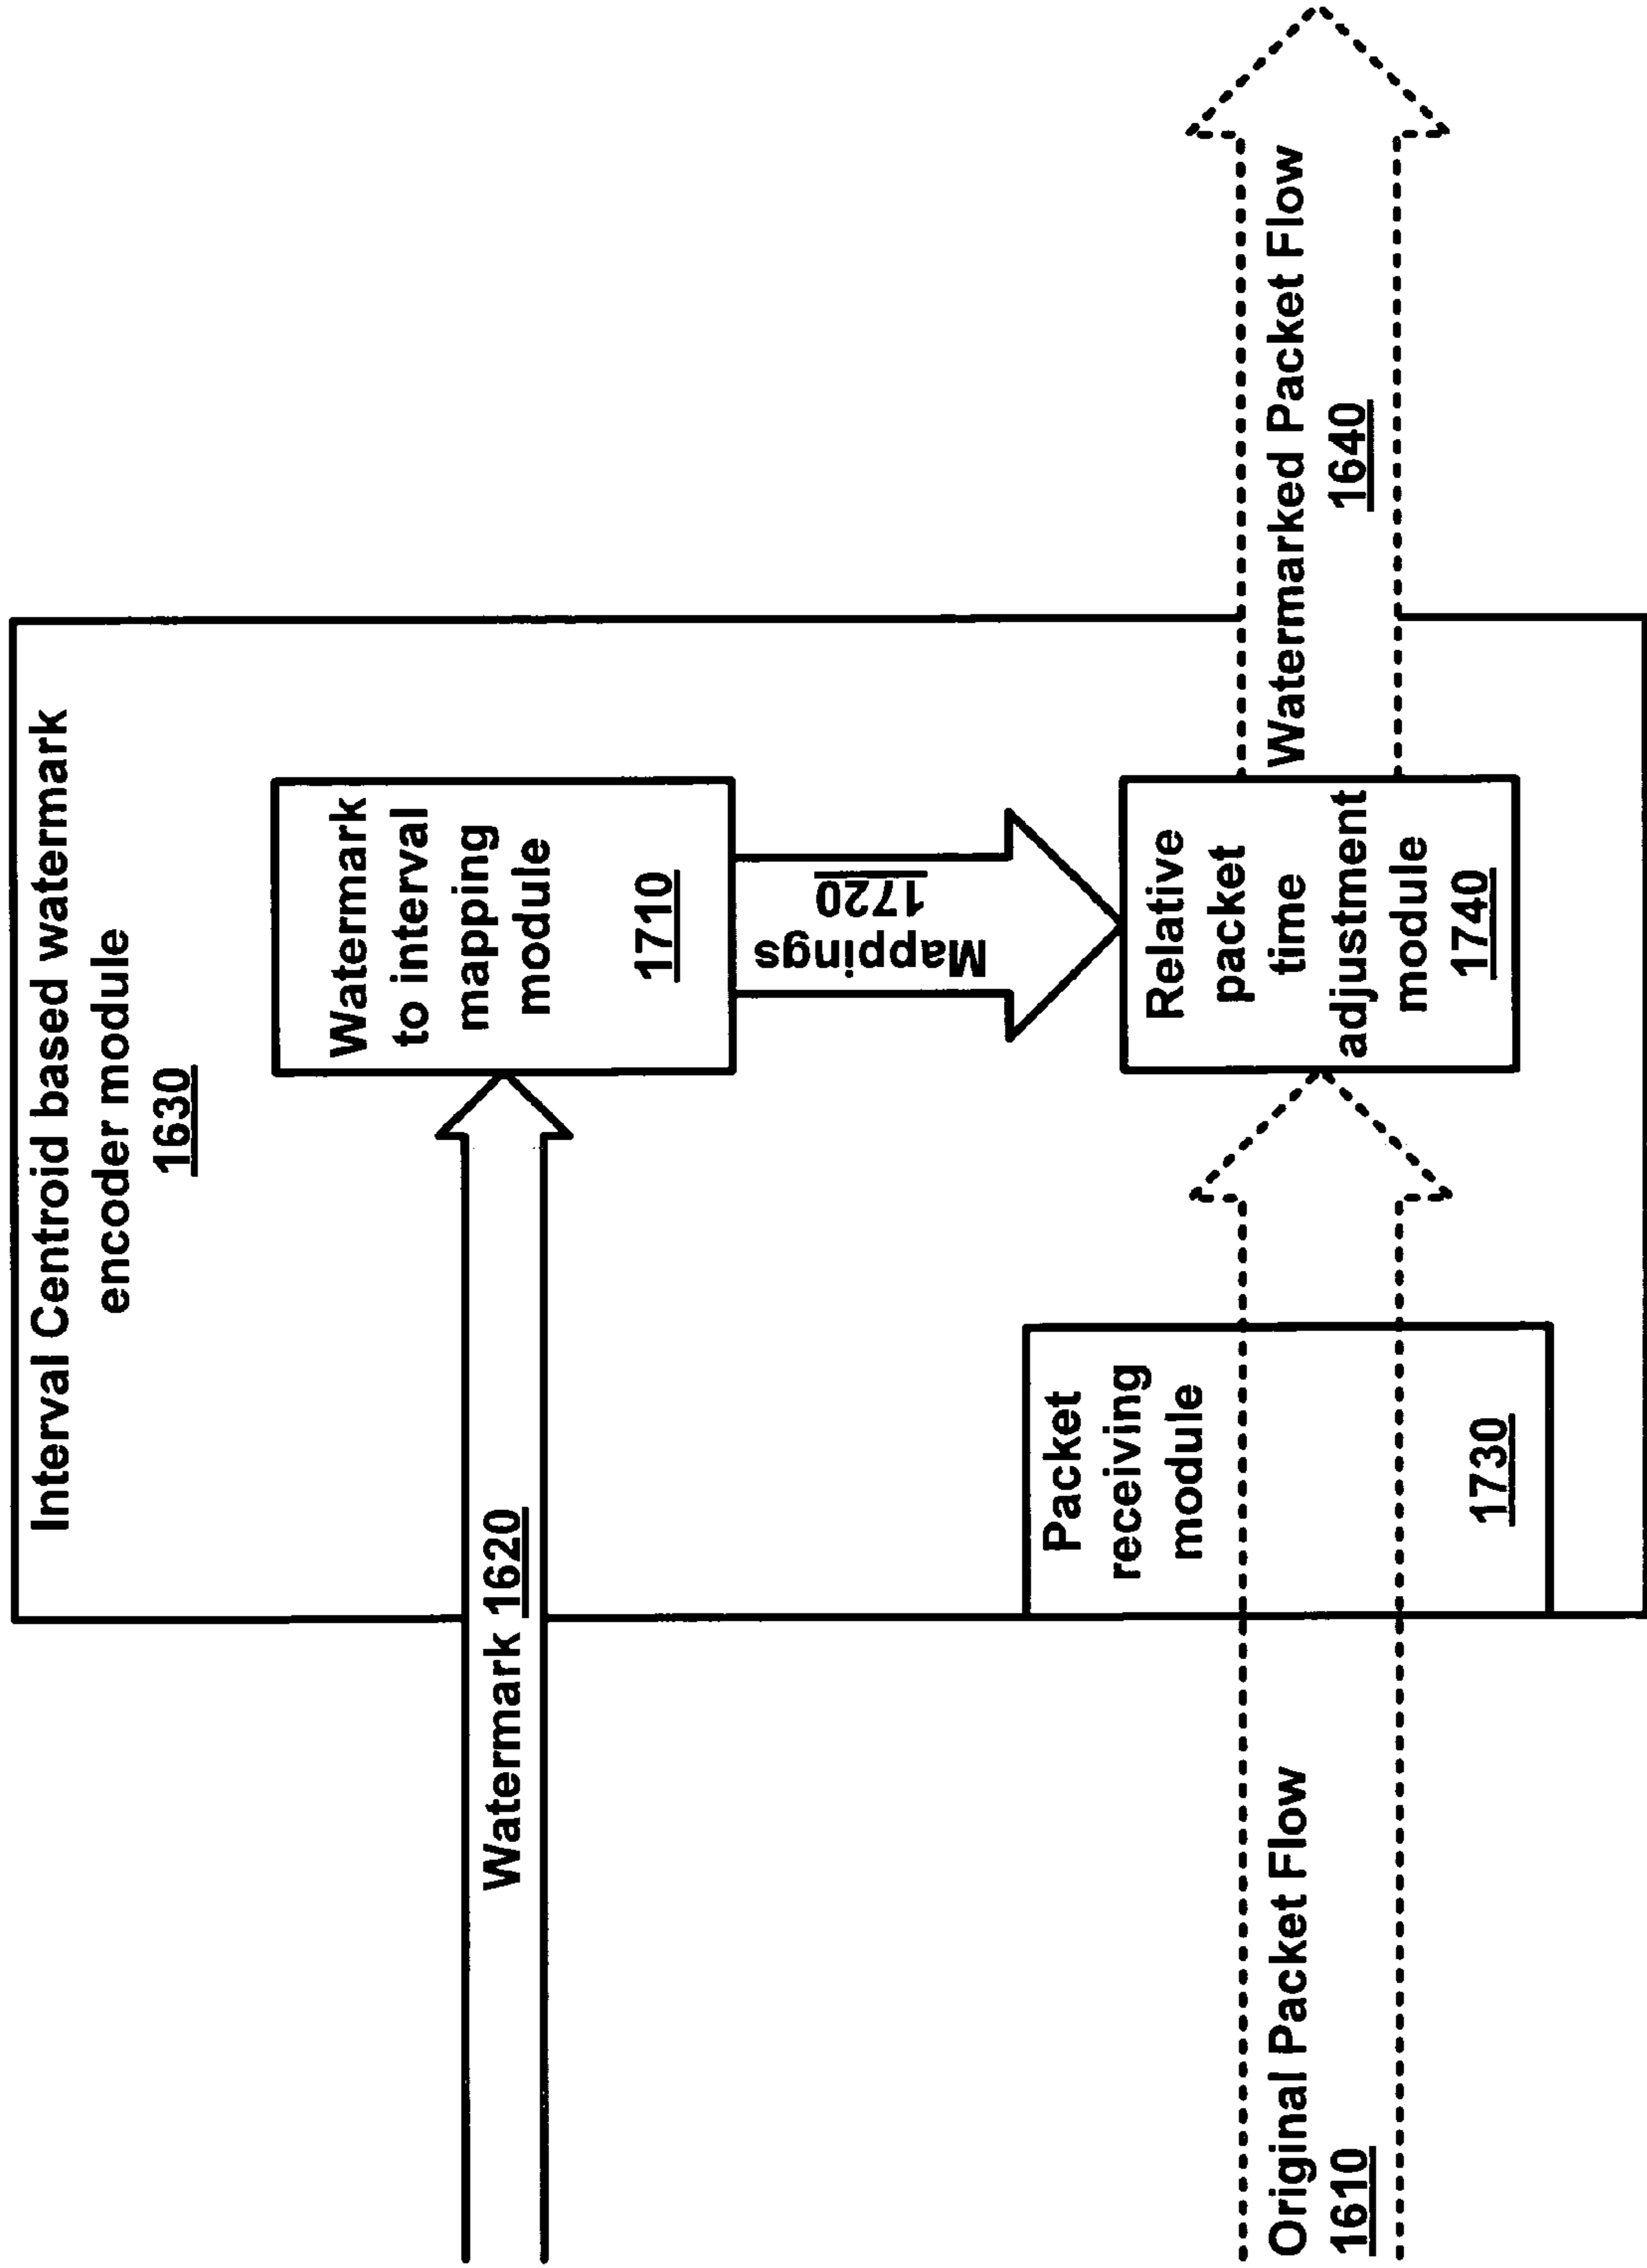 Interval Centroid based watermark
encoder module
1630
Watermark 1620
Watermark
to interval
mapping
module
1710
Mappings
1720
Packet
receiving
module
1730
Relative
packet
time
adjustment
module
1740
Original Packet Flow
1610
Watermarked Packet Flow
1640